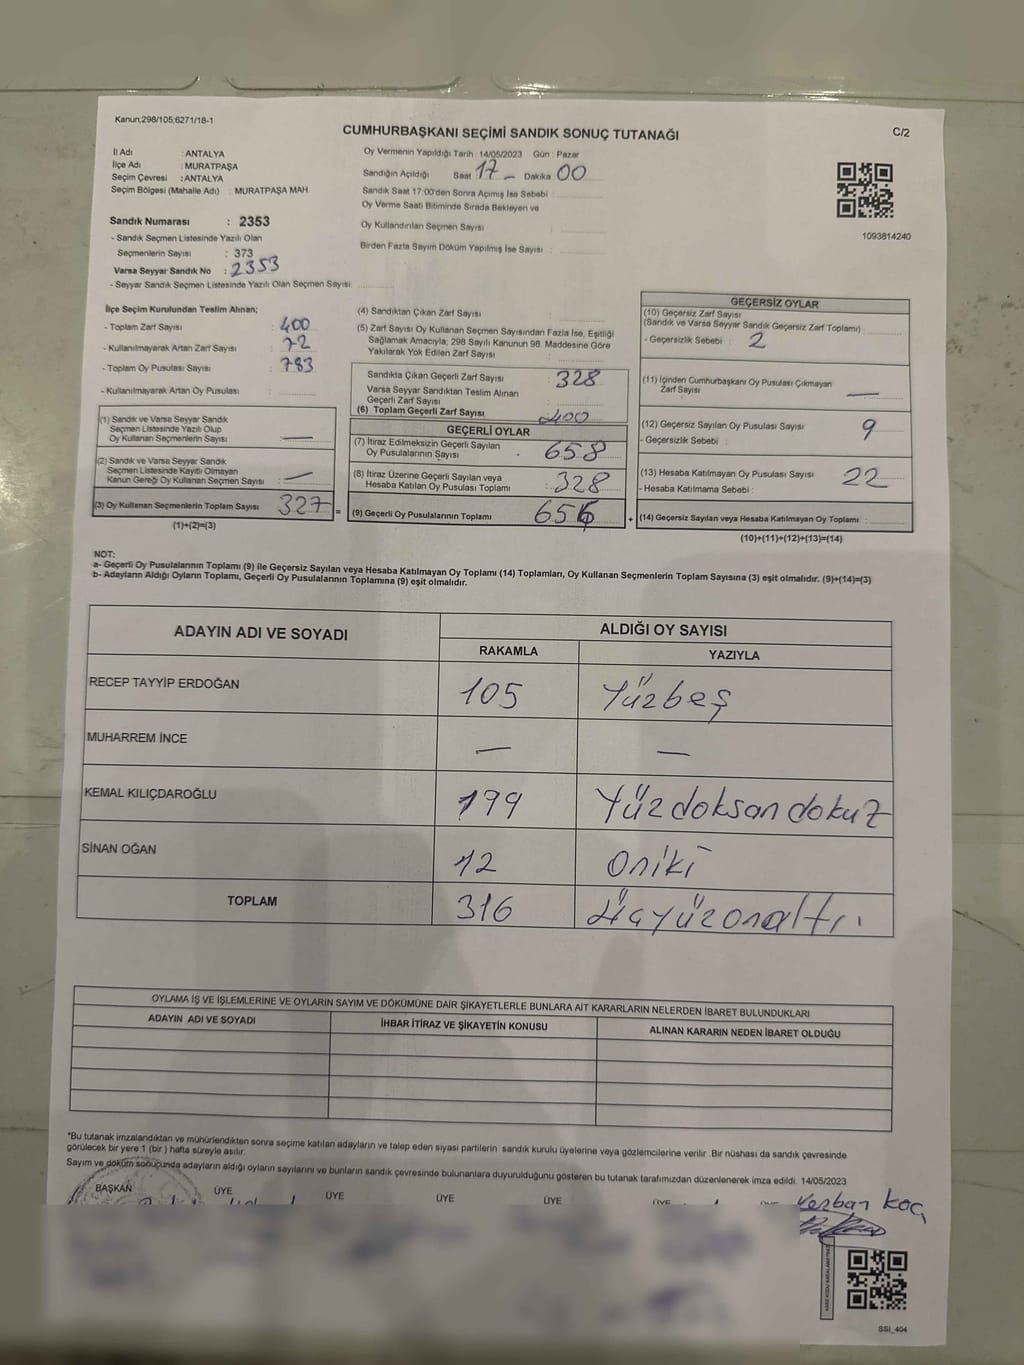 Kanun;298/105;6271/18-1
CUMHURBAŞKANI SEÇİMİ SANDIK SONUÇ TUTANAĞI
C/2
İl Adı : ANTALYA
İlçe Adı : MURATPAŞA
Seçim Çevresi : ANTALYA
Seçim Bölgesi (Mahalle Adı) : MURATPAŞA MAH.
Sandık Numarası : 2353
- Sandık Seçmen Listesinde Yazılı Olan
Seçmenlerin Sayısı : 373
Varsa Seyyar Sandık No : 2353
- Seyyar Sandık Seçmen Listesinde Yazılı Olan Seçmen Sayısı:
Oy Vermenin Yapıldığı Tarih : 14/05/2023 Gün : Pazar
Sandığın Açıldığı Saat 17 - Dakika 00
Sandık Saat 17:00'den Sonra Açımış İse Sebebi :
Oy Verme Saati Bitiminde Sırada Bekleyen ve
Oy Kullandırılan Seçmen Sayısı :
Birden Fazla Sayım Döküm Yapılmış İse Sayısı :
1093814240
İlçe Seçim Kurulundan Teslim Alınan;
- Toplam Zarf Sayısı : 400
- Kullanılmayarak Artan Zarf Sayısı : 72
- Toplam Oy Pusulası Sayısı : 783
- Kullanılmayarak Artan Oy Pusulası :
(1) Sandık ve Varsa Seyyar Sandık
Seçmen Listesinde Yazılı Olup
Oy Kullanan Seçmenlerin Sayısı : —
(2) Sandık ve Varsa Seyyar Sandık
Seçmen Listesinde Kayıtlı Olmayan
Kanun Gereği Oy Kullanan Seçmen Sayısı : —
(3) Oy Kullanan Seçmenlerin Toplam Sayısı : 327 =
(1)+(2)=(3)
(4) Sandıktan Çıkan Zarf Sayısı :
(5) Zarf Sayısı Oy Kullanan Seçmen Sayısından Fazla İse, Eşitliği
Sağlamak Amacıyla; 298 Sayılı Kanunun 98. Maddesine Göre
Yakılarak Yok Edilen Zarf Sayısı :
Sandıkta Çıkan Geçerli Zarf Sayısı : 328
Varsa Seyyar Sandıktan Teslim Alınan
Geçerli Zarf Sayısı :
(6) Toplam Geçerli Zarf Sayısı : 400
GEÇERLİ OYLAR
(7) İtiraz Edilmeksizin Geçerli Sayılan
Oy Pusulalarının Sayısı : 658
(8) İtiraz Üzerine Geçerli Sayılan veya
Hesaba Katılan Oy Pusulası Toplamı : 328
(9) Geçerli Oy Pusulalarının Toplamı : 656 +
GEÇERSİZ OYLAR
(10) Geçersiz Zarf Sayısı
(Sandık ve Varsa Seyyar Sandık Geçersiz Zarf Toplamı) :
- Geçersizlik Sebebi : 2
(11) İçinden Cumhurbaşkanı Oy Pusulası Çıkmayan
Zarf Sayısı : —
(12) Geçersiz Sayılan Oy Pusulası Sayısı : 9
- Geçersizlik Sebebi :
(13) Hesaba Katılmayan Oy Pusulası Sayısı : 22
- Hesaba Katılmama Sebebi :
(14) Geçersiz Sayılan veya Hesaba Katılmayan Oy Toplamı :
(10)+(11)+(12)+(13)=(14)
NOT:
a- Geçerli Oy Pusulalarının Toplamı (9) ile Geçersiz Sayılan veya Hesaba Katılmayan Oy Toplamı (14) Toplamları, Oy Kullanan Seçmenlerin Toplam Sayısına (3) eşit olmalıdır. (9)+(14)=(3)
b- Adayların Aldığı Oyların Toplamı, Geçerli Oy Pusulalarının Toplamına (9) eşit olmalıdır.
ADAYIN ADI VE SOYADI
ALDIĞI OY SAYISI
RAKAMLA YAZIYLA
RECEP TAYYİP ERDOĞAN 105 Yüzbeş
MUHARREM İNCE — —
KEMAL KILIÇDAROĞLU 199 Yüzdoksandokuz
SİNAN OĞAN 12 Oniki
TOPLAM 316 Üçyüzonaltı.
OYLAMA İŞ VE İŞLEMLERİNE VE OYLARIN SAYIM VE DÖKÜMÜNE DAİR ŞİKAYETLERLE BUNLARA AİT KARARLARIN NELERDEN İBARET BULUNDUKLARI
ADAYIN ADI VE SOYADI İHBAR İTİRAZ VE ŞİKAYETİN KONUSU ALINAN KARARIN NEDEN İBARET OLDUĞU
*Bu tutanak imzalandıktan ve mühürlendikten sonra seçime katılan adayların ve talep eden siyasi partilerin sandık kurulu üyelerine veya gözlemcilerine verilir. Bir nüshası da sandık çevresinde
görülecek bir yere 1 (bir) hafta süreyle asılır.
Sayım ve döküm sonucunda adayların aldığı oyların sayılarını ve bunların sandık çevresinde bulunanlara duyurulduğunu gösteren bu tutanak tarafımızdan düzenlenerek imza edildi. 14/05/2023
BAŞKAN ÜYE ÜYE ÜYE ÜYE ÜYE
Koç
SSİ_404